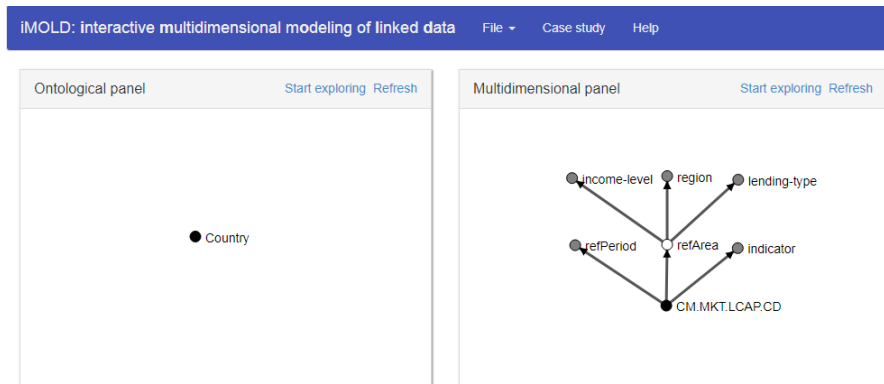 iMOLD: interactive multidimensional modeling of linked data File Case study Help
Ontological panel Start exploring Refresh
Multidimensional panel Start exploring Refresh
Country
income-level region lending-type
refPeriod refArea indicator
CM.MKT.LCAP.CD